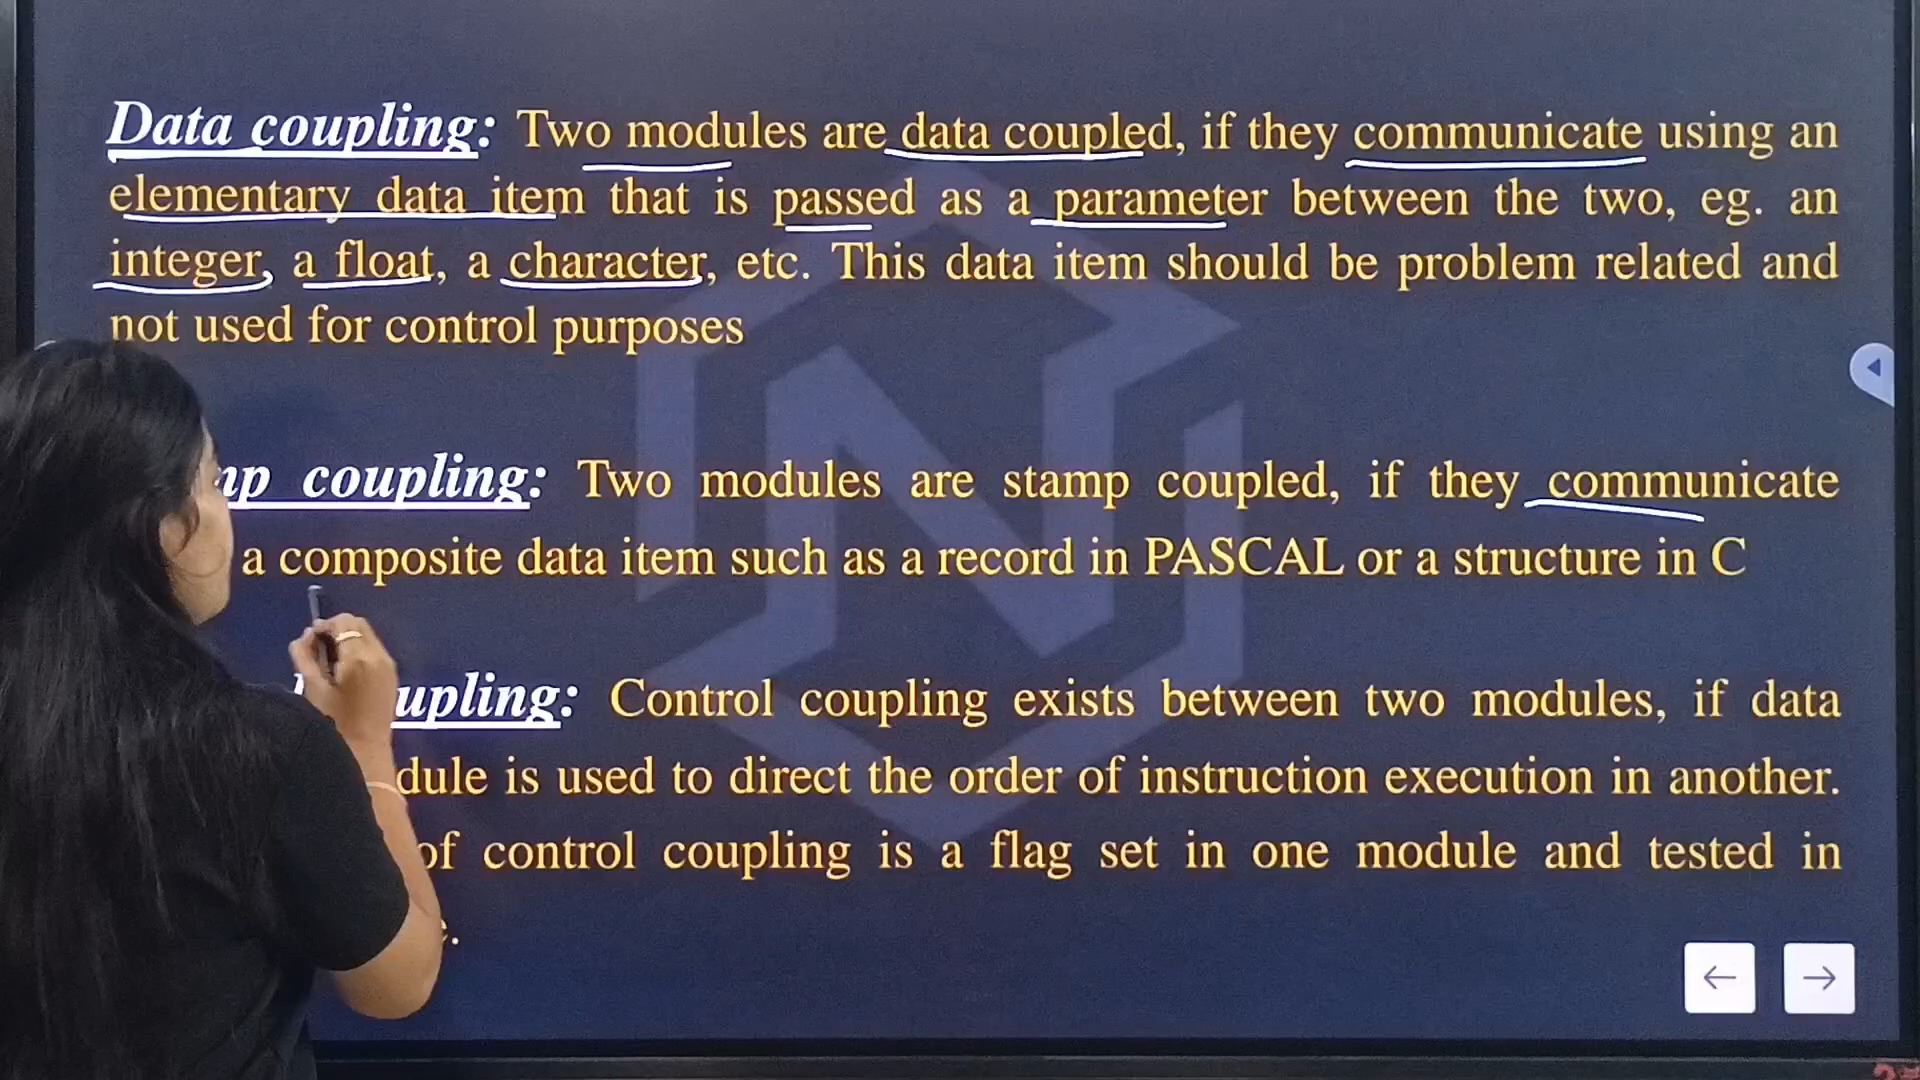 Data coupling: Two modules are data coupled, if they communicate using an
elementary data item that is passed as a parameter between the two, eg. an
integer, a float, a character, etc. This data item should be problem related and
not used for control purposes
coupling: Two modules are stamp coupled, if they communicate
a composite data item such as a record in PASCAL or a structure in C
Control coupling exists between two modules, if data
is used to direct the order of instruction execution in another.
of control coupling is a flag set in one module and tested in